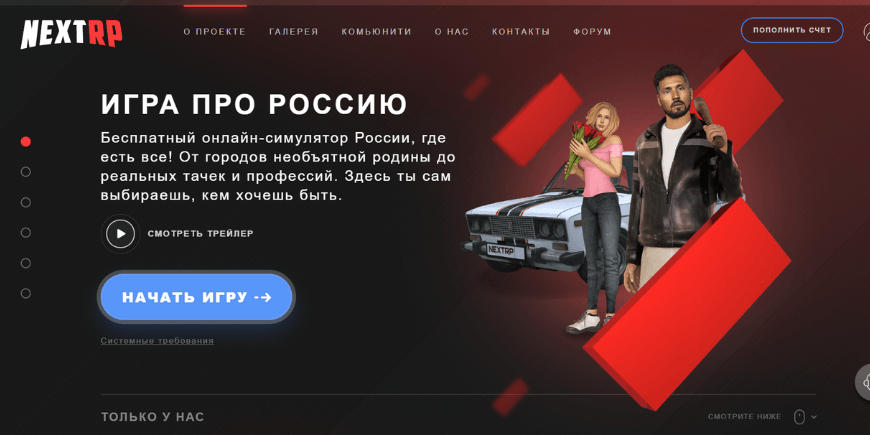 NEXTRP
О ПРОЕКТЕ ГАЛЕРЕЯ КОМЬЮНИТИ О НАС КОНТАКТЫ ФОРУМ
ПОПОЛНИТЬ СЧЕТ
ИГРА ПРО РОССИЮ
Бесплатный онлайн-симулятор России, где
есть все! От городов необъятной родины до
реальных тачек и профессий. Здесь ты сам
выбираешь, кем хочешь быть.
СМОТРЕТЬ ТРЕЙЛЕР
NEXTRP
НАЧАТЬ ИГРУ
Системные требования
ТОЛЬКО У НАС
СМОТРИТЕ НИЖЕ